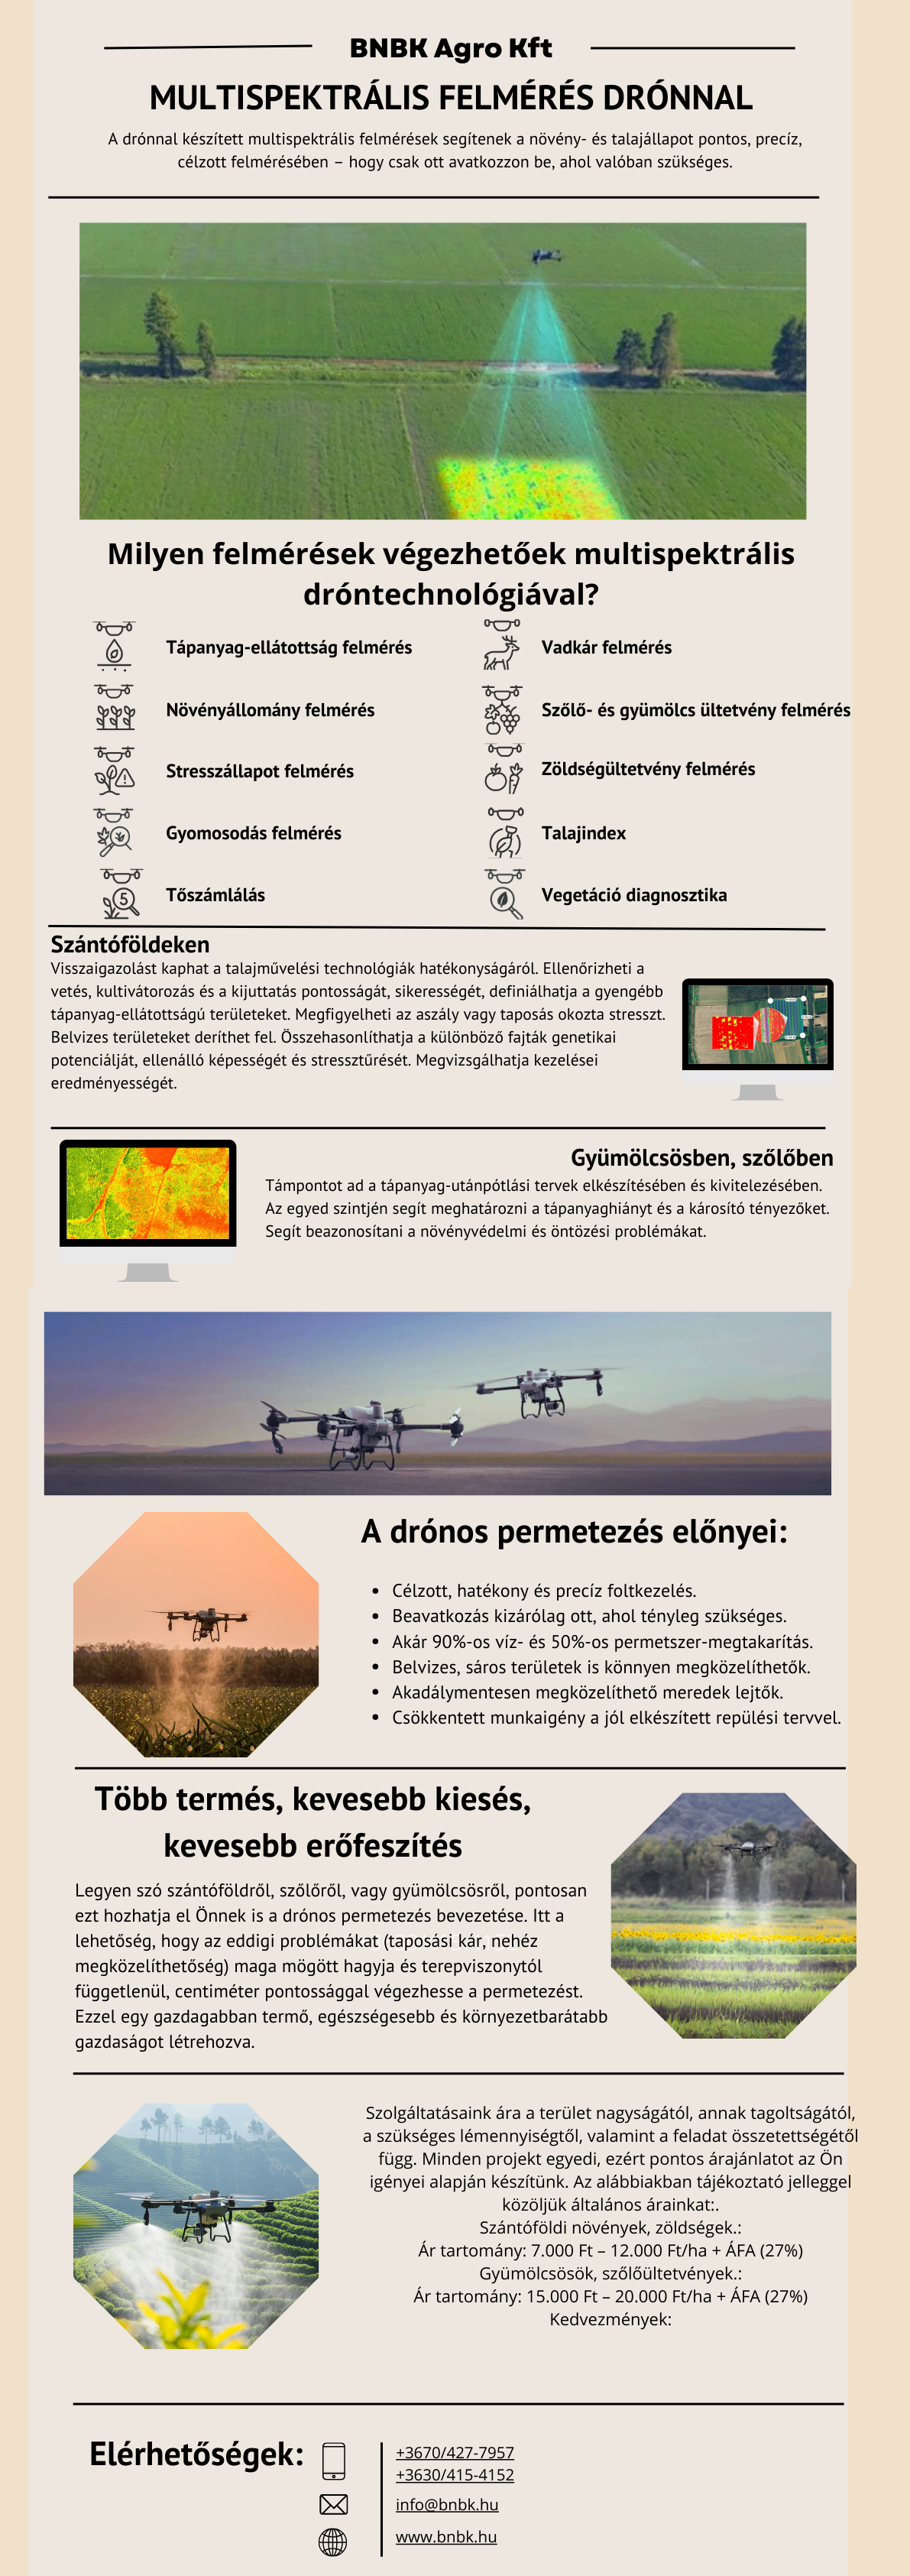 BNBK Agro Kft
MULTISPEKTRÁLIS FELMÉRÉS DRÓNNAL
A drónnal készített multispektrális felmérések segítenek a növény- és talajállapot pontos, precíz,
célzott felmérésében – hogy csak ott avatkozzon be, ahol valóban szükséges.
Milyen felmérések végezhetőek multispektrális
dróntechnológiával?
Tápanyag-ellátottság felmérés
Vadkár felmérés
Növényállomány felmérés
Szőlő- és gyümölcs ültetvény felmérés
Stresszállapot felmérés
Zöldségültetvény felmérés
Gyomosodás felmérés
Talajindex
5
Tőszámlálás
Vegetáció diagnosztika
Szántóföldeken
Visszaigazolást kaphat a talajművelési technológiák hatékonyságáról. Ellenőrizheti a
vetés, kultivátorozás és a kijuttatás pontosságát, sikerességét, definiálhatja a gyengébb
tápanyag-ellátottságú területeket. Megfigyelheti az aszály vagy taposás okozta stresszt.
Belvizes területeket deríthet fel. Összehasonlíthatja a különböző fajták genetikai
potenciálját, ellenálló képességét és stressztűrését. Megvizsgálhatja kezelései
eredményességét.
Gyümölcsösben, szőlőben
Támpontot ad a tápanyag-utánpótlási tervek elkészítésében és kivitelezésében.
Az egyed szintjén segít meghatározni a tápanyaghiányt és a károsító tényezőket.
Segít beazonosítani a növényvédelmi és öntözési problémákat.
A drónos permetezés előnyei:
• Célzott, hatékony és precíz foltkezelés.
• Beavatkozás kizárólag ott, ahol tényleg szükséges.
• Akár 90%-os víz- és 50%-os permetszer-megtakarítás.
• Belvizes, sáros területek is könnyen megközelíthetők.
• Akadálymentesen megközelíthető meredek lejtők.
• Csökkentett munkaigény a jól elkészített repülési tervvel.
Több termés, kevesebb kiesés,
kevesebb erőfeszítés
Legyen szó szántóföldről, szőlőről, vagy gyümölcsösről, pontosan
ezt hozhatja el Önnek is a drónos permetezés bevezetése. Itt a
lehetőség, hogy az eddigi problémákat (taposási kár, nehéz
megközelíthetőség) maga mögött hagyja és terepviszonytól
függetlenül, centiméter pontossággal végezhesse a permetezést.
Ezzel egy gazdagabban termő, egészségesebb és környezetbarátabb
gazdaságot létrehozva.
Szolgáltatásaink ára a terület nagyságától, annak tagoltságától,
a szükséges lémennyiségtől, valamint a feladat összetettségétől
függ. Minden projekt egyedi, ezért pontos árajánlatot az Ön
igényei alapján készítünk. Az alábbiakban tájékoztató jelleggel
közöljük általános árainkat:.
Szántóföldi növények, zöldségek.:
Ár tartomány: 7.000 Ft – 12.000 Ft/ha + ÁFA (27%)
Gyümölcsösök, szőlőültetvények.:
Ár tartomány: 15.000 Ft – 20.000 Ft/ha + ÁFA (27%)
Kedvezmények:
Elérhetőségek:
+3670/427-7957
+3630/415-4152
info@bnbk.hu
www.bnbk.hu